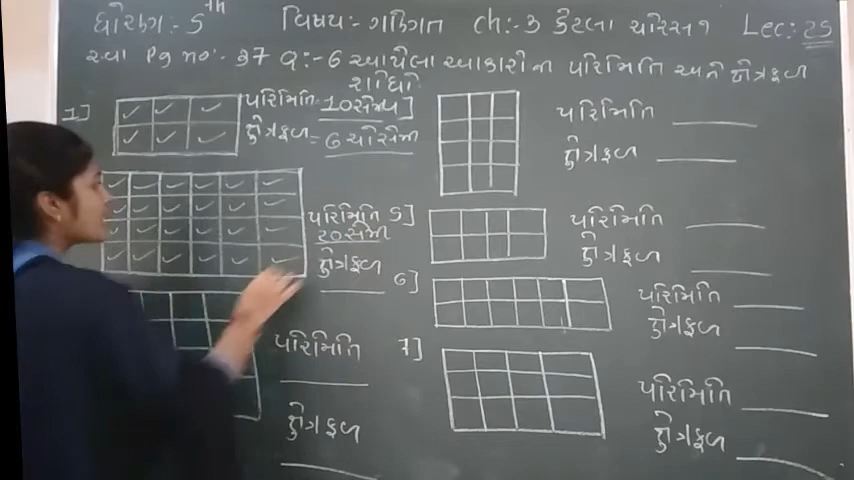 ધોરણ:- 5th વિષય:- ગણિત Ch:- 3 કેટલા ચોરસ? Lec:- 25
સ્વા Pg no:- 37 Q:- 6 આપેલા આકારોના પરિમિતિ અને ક્ષેત્રફળ
શોધો
1]
પરિમિતિ = 10 સેમી
ક્ષેત્રફળ = 6 ચોસેમી
પરિમિતિ
20 સેમી
ક્ષેત્રફળ
પરિમિતિ
ક્ષેત્રફળ
]
પરિમિતિ
ક્ષેત્રફળ
5]
પરિમિતિ
ક્ષેત્રફળ
6]
પરિમિતિ
ક્ષેત્રફળ
7]
પરિમિતિ
ક્ષેત્રફળ